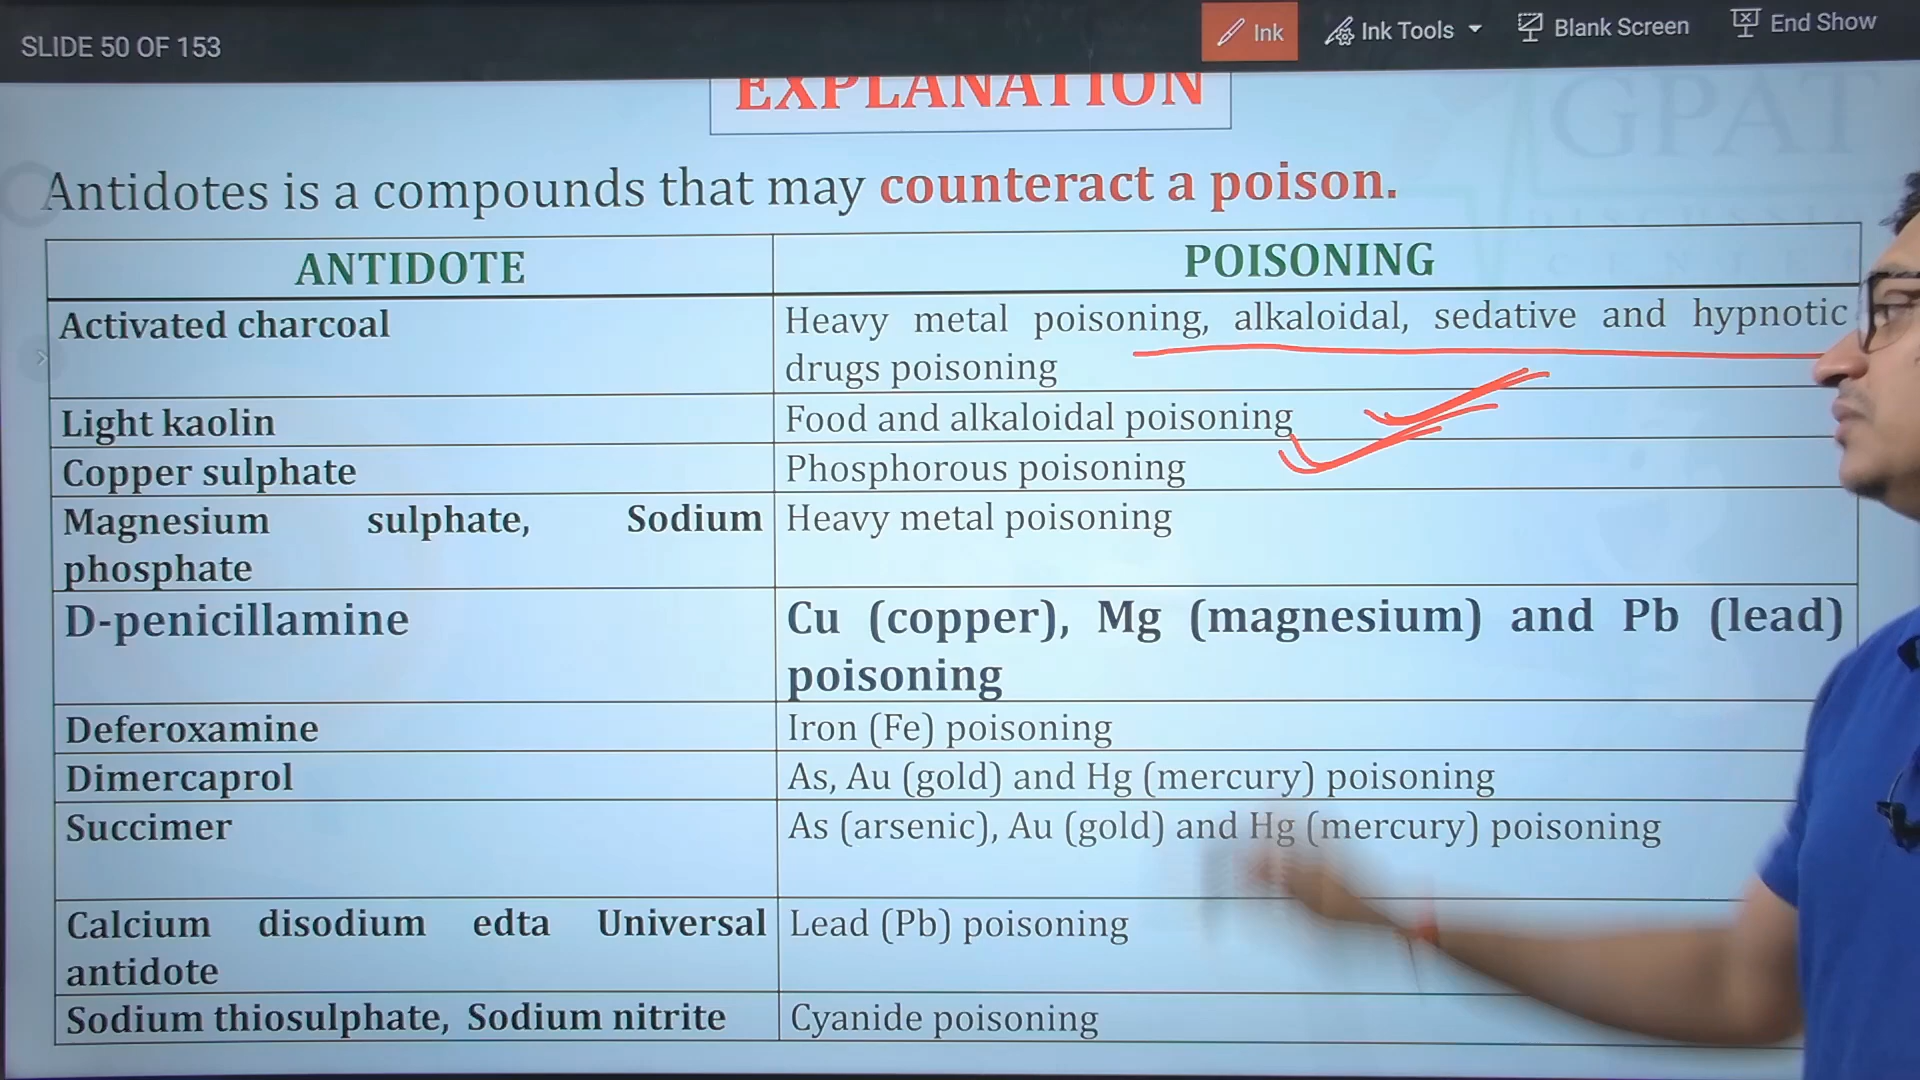 SLIDE 50 OF 153
Ink
Ink Tools
Blank Screen
End Show
EXPLANATION
GPAT
Antidotes is a compounds that may counteract a poison.
ANTIDOTE
POISONING
Activated charcoal
Heavy metal poisoning, alkaloidal, sedative and hypnotic
drugs poisoning
Light kaolin
Food and alkaloidal poisoning
Copper sulphate
Phosphorous poisoning
Magnesium sulphate, Sodium
phosphate
Heavy metal poisoning
D-penicillamine
Cu (copper), Mg (magnesium) and Pb (lead)
poisoning
Deferoxamine
Iron (Fe) poisoning
Dimercaprol
As, Au (gold) and Hg (mercury) poisoning
Succimer
As (arsenic), Au (gold) and Hg (mercury) poisoning
Calcium disodium edta Universal
antidote
Lead (Pb) poisoning
Sodium thiosulphate, Sodium nitrite
Cyanide poisoning